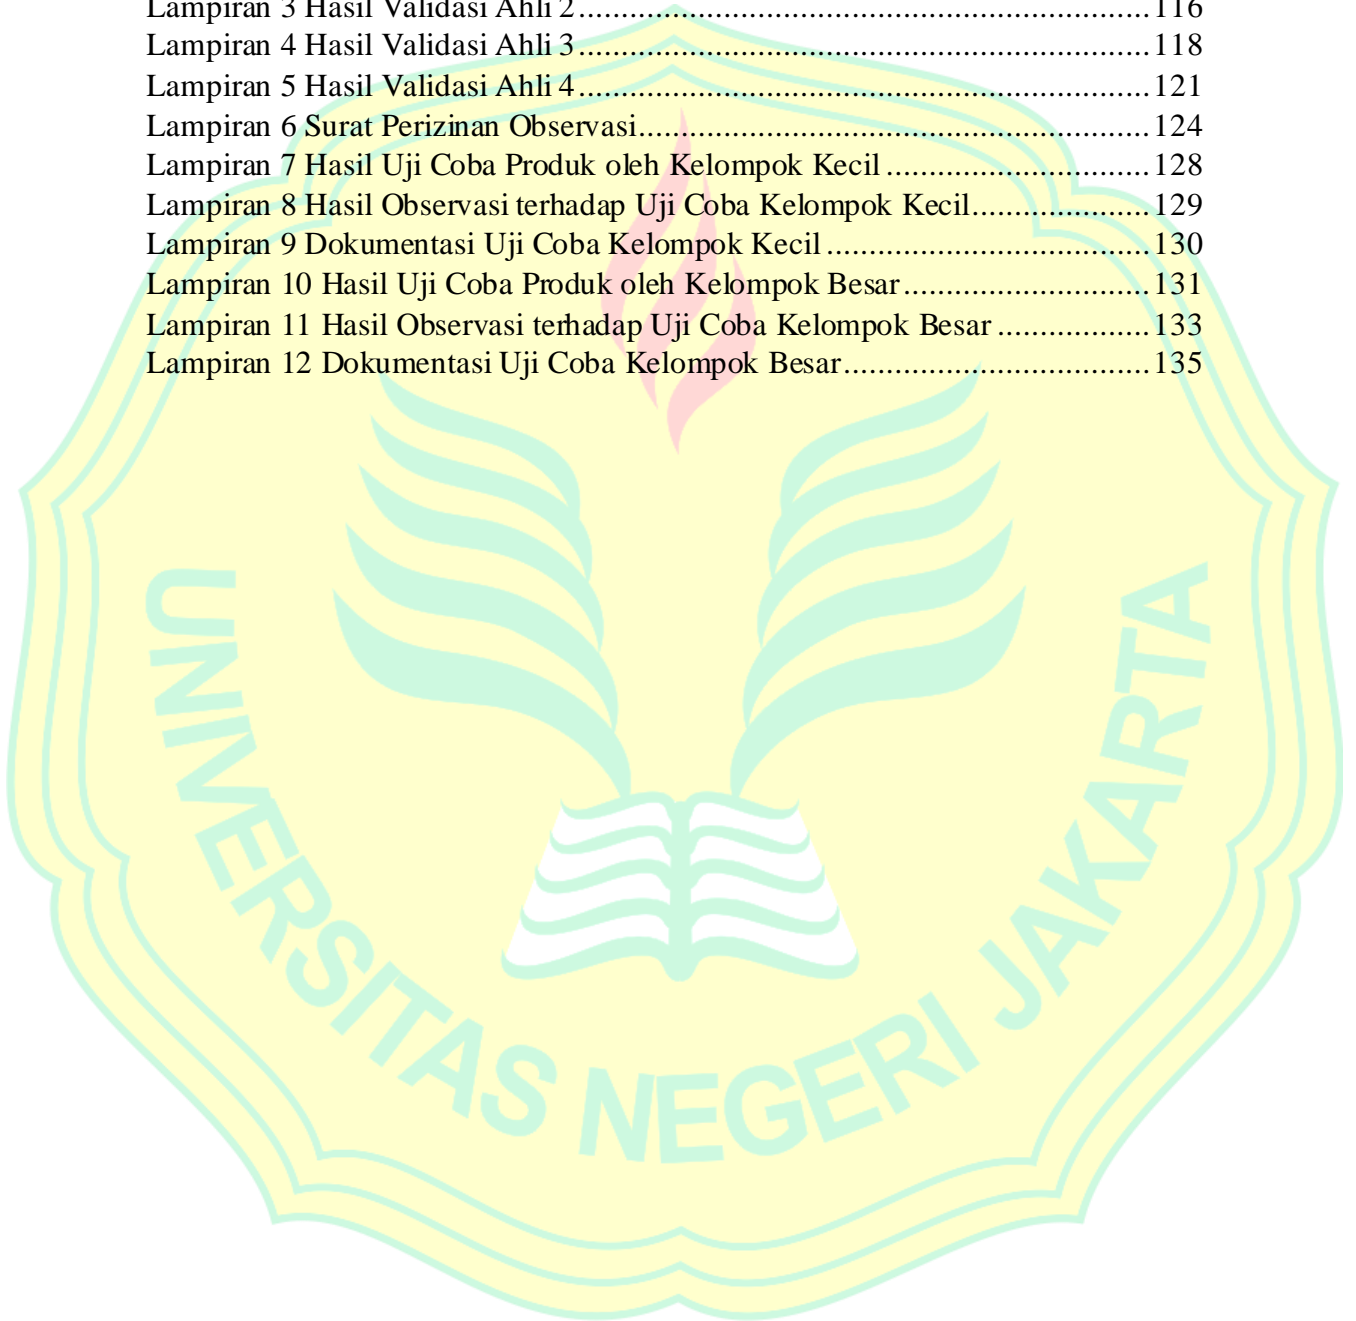 Lampiran 3 Hasil Validasi Ahli 2....................................................................116
Lampiran 4 Hasil Validasi Ahli 3....................................................................118
Lampiran 5 Hasil Validasi Ahli 4....................................................................121
Lampiran 6 Surat Perizinan Observasi.............................................................124
Lampiran 7 Hasil Uji Coba Produk oleh Kelompok Kecil...............................128
Lampiran 8 Hasil Observasi terhadap Uji Coba Kelompok Kecil.....................129
Lampiran 9 Dokumentasi Uji Coba Kelompok Kecil......................................130
Lampiran 10 Hasil Uji Coba Produk oleh Kelompok Besar.............................131
Lampiran 11 Hasil Observasi terhadap Uji Coba Kelompok Besar..................133
Lampiran 12 Dokumentasi Uji Coba Kelompok Besar....................................135
UNIVERSITAS NEGERI JAKARTA